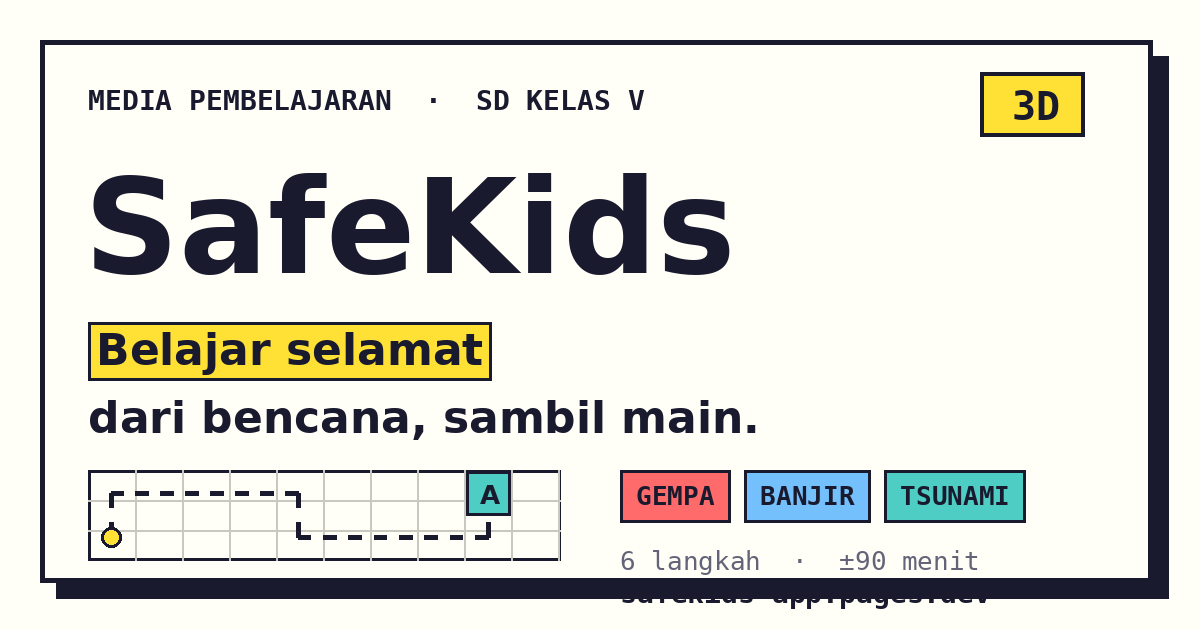 MEDIA PEMBELAJARAN · SD KELAS V
3D
SafeKids
Belajar selamat
dari bencana, sambil main.
A
GEMPA BANJIR TSUNAMI
6 langkah · ±90 menit